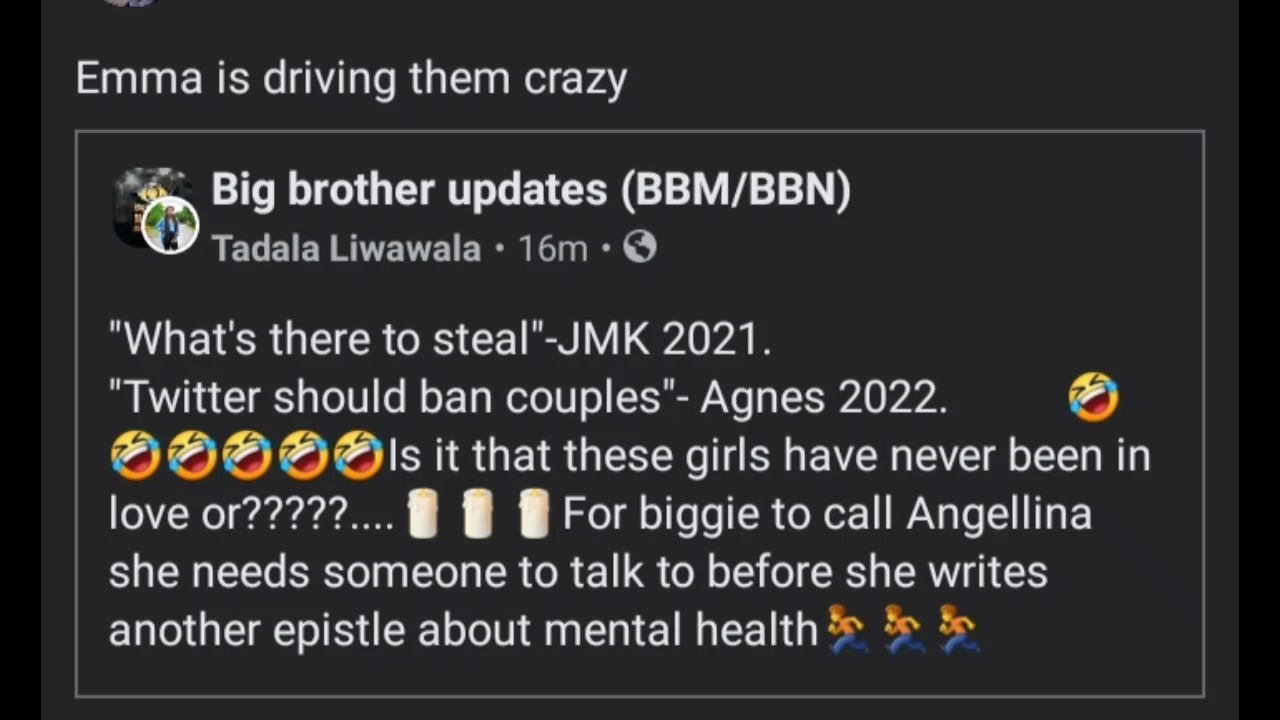 Emma is driving them crazy
Big brother updates (BBM/BBN)
Tadala Liwawala • 16m •
"What's there to steal"-JMK 2021.
"Twitter should ban couples"- Agnes 2022. 🤣
🤣🤣🤣🤣🤣Is it that these girls have never been in
love or?????....🕯️🕯️🕯️For biggie to call Angellina
she needs someone to talk to before she writes
another epistle about mental health🏃🏃🏃